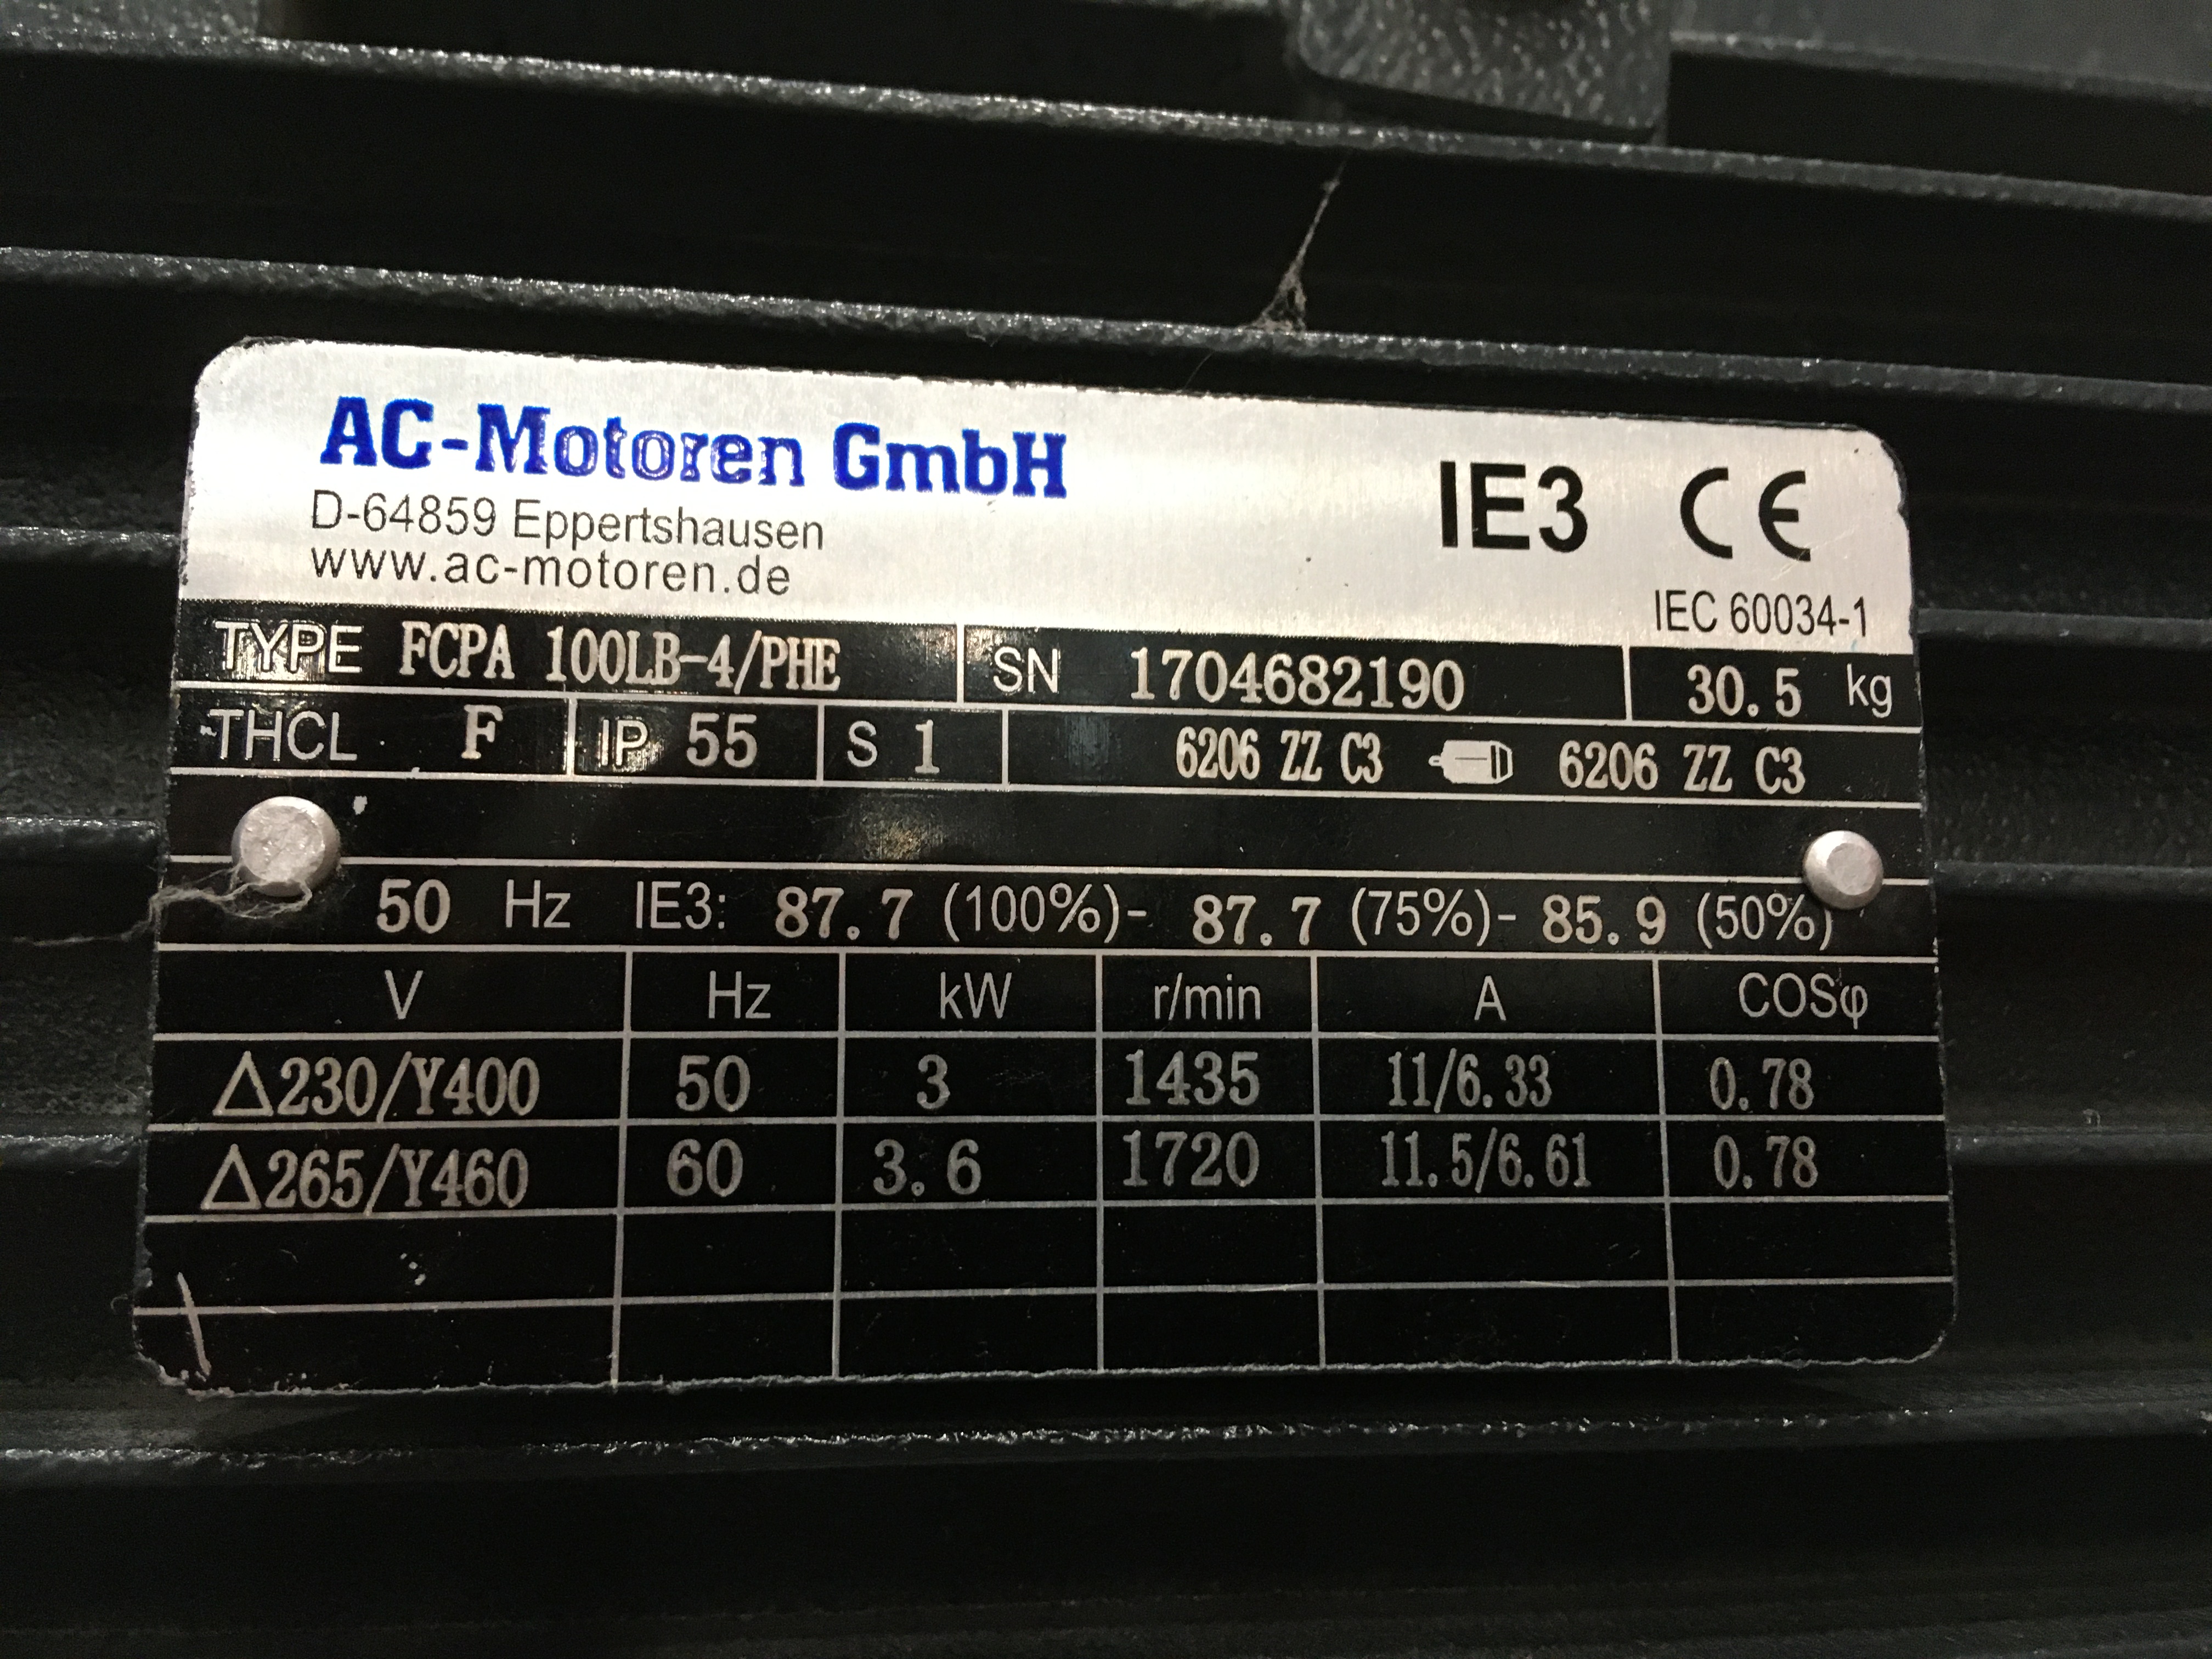 AC-Motoren GmbH
D-64859 Eppertshausen
www.ac-motoren.de
IE3 CE
IEC 60034-1
TYPE FCPA 100LB-4/PHE SN 1704682190 30.5 kg
THCL. F IP 55 S 1 6206 ZZ C3 6206 ZZ C3
50 Hz IE3: 87.7 (100%)- 87.7 (75%)- 85.9 (50%)
V Hz kW r/min A COSφ
△230/Y400 50 3 1435 11/6.33 0.78
△265/Y460 60 3.6 1720 11.5/6.61 0.78